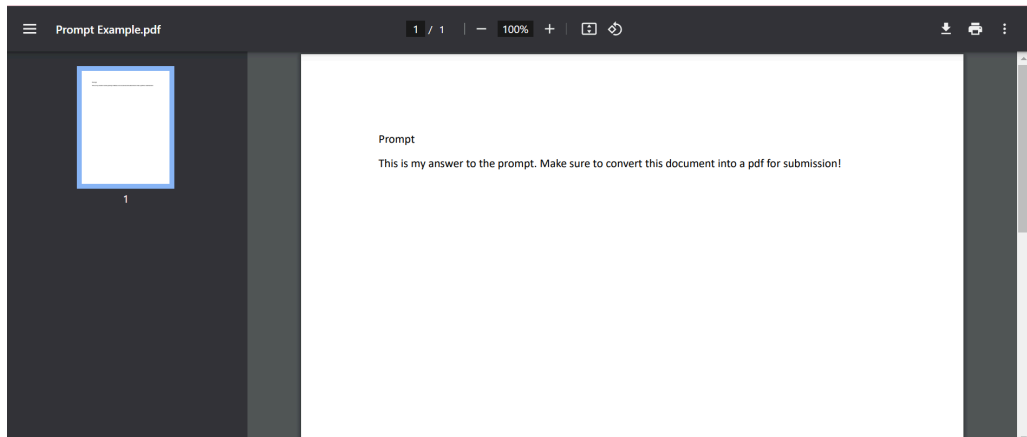 Prompt Example.pdf
1 / 1
100%
1
Prompt
This is my answer to the prompt. Make sure to convert this document into a pdf for submission!